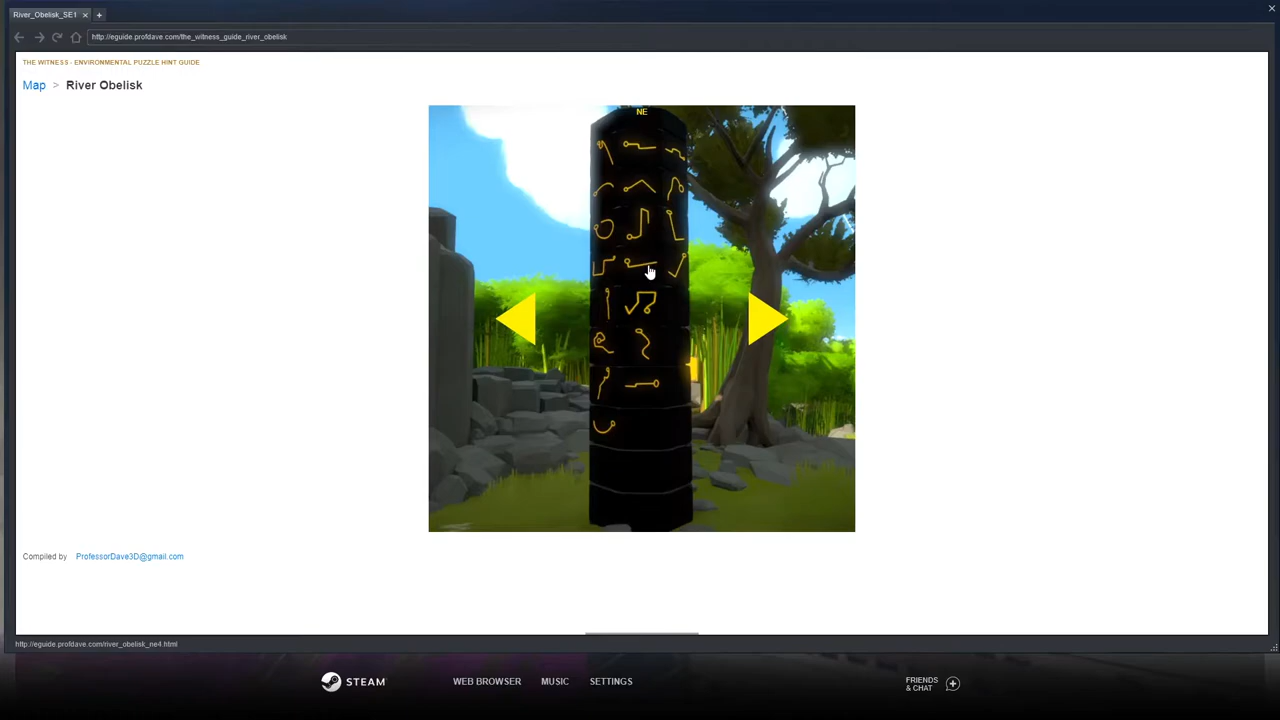 River_Obelisk_SE1
http://eguide.profdave.com/the_witness_guide_river_obelisk
THE WITNESS - ENVIRONMENTAL PUZZLE HINT GUIDE
Map > River Obelisk
NE
Compiled by ProfessorDave3D@gmail.com
http://eguide.profdave.com/river_obelisk_ne4.html
STEAM WEB BROWSER MUSIC SETTINGS FRIENDS
& CHAT